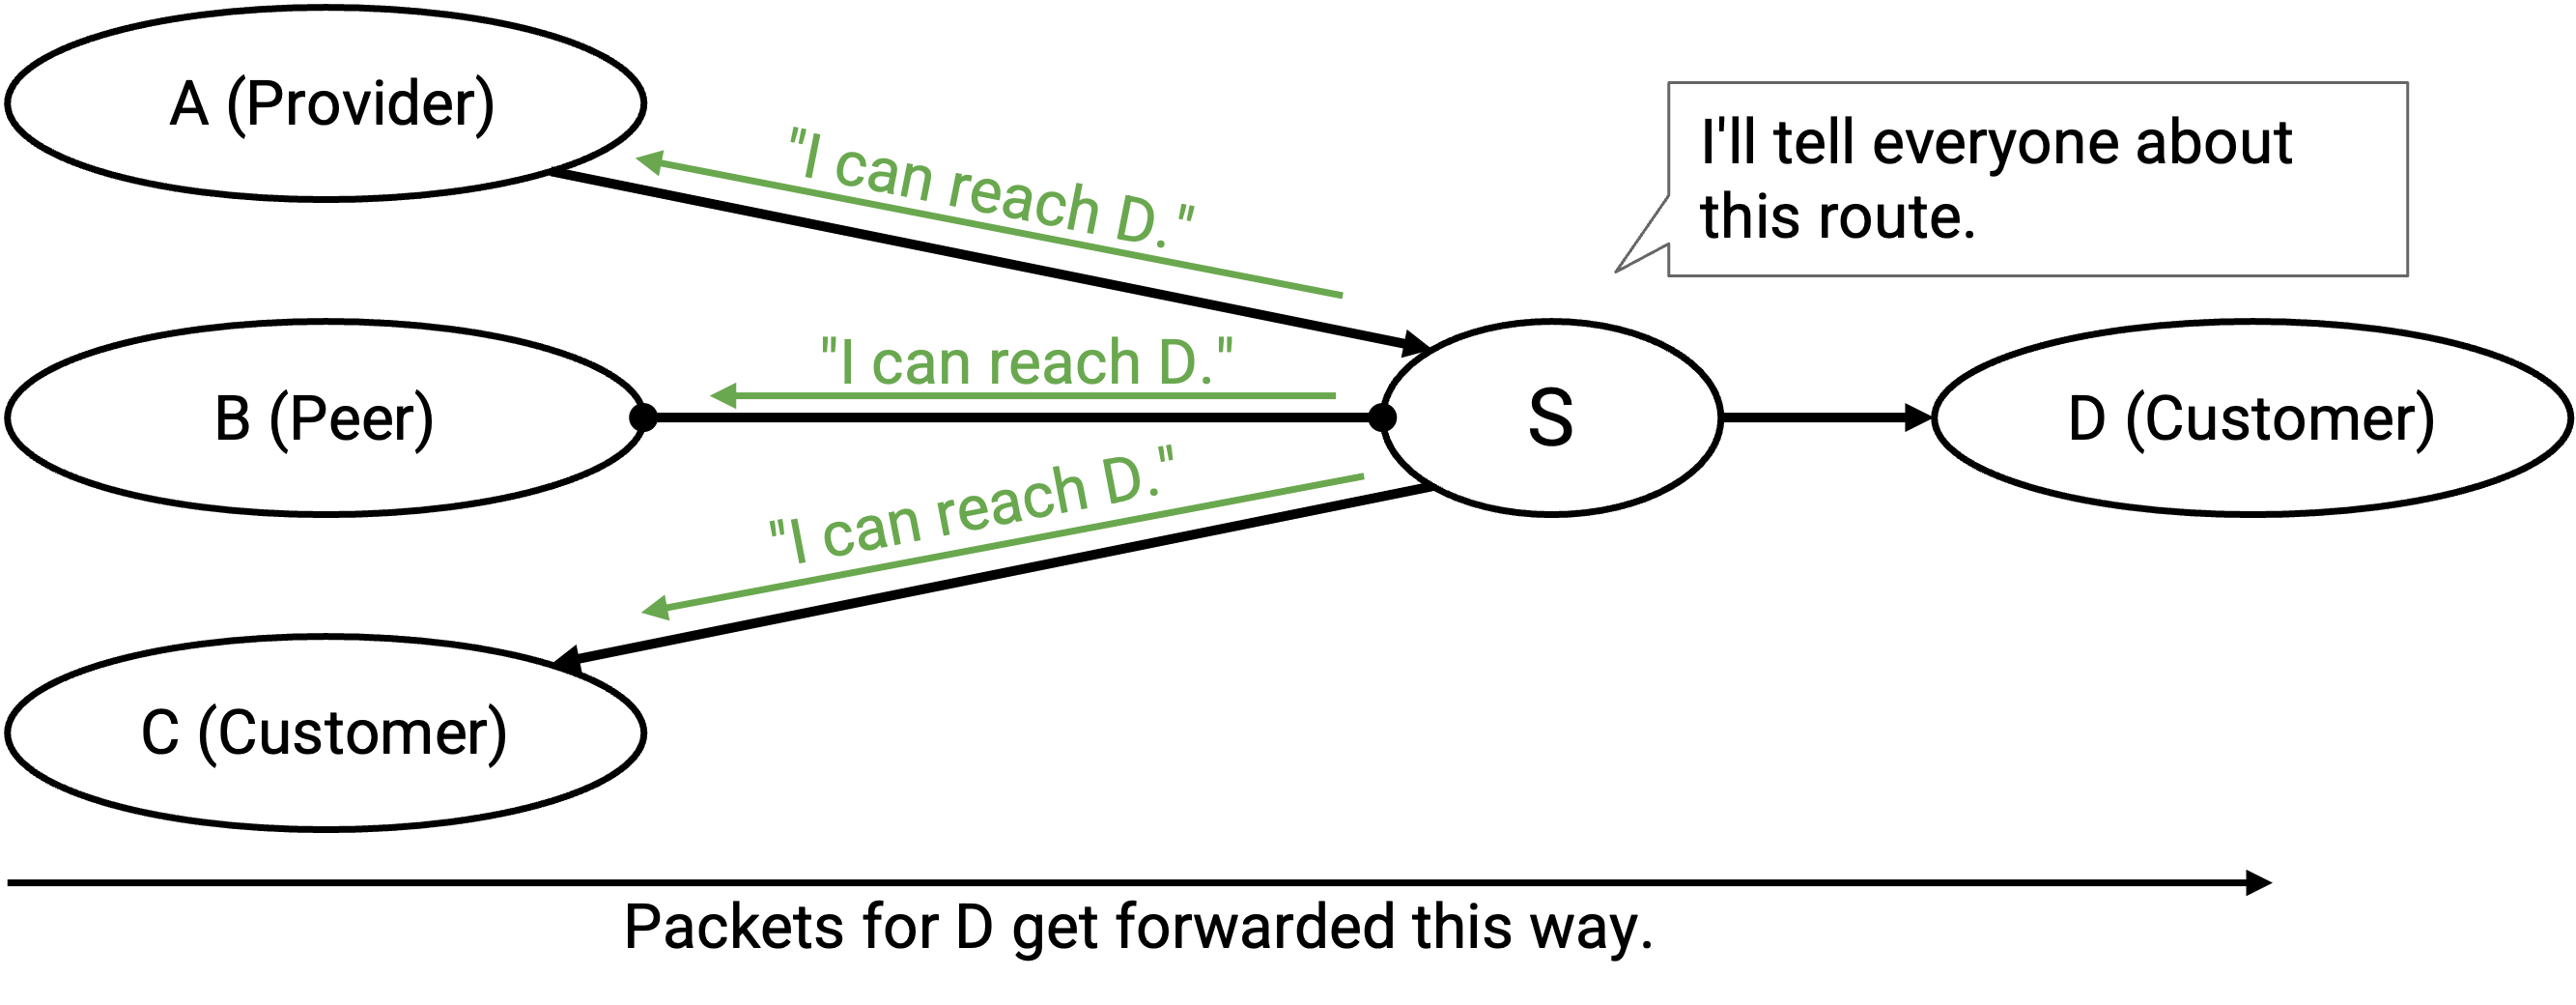 A (Provider)
"I can reach D."
I'll tell everyone about
this route.
"I can reach D."
B (Peer)
S
D (Customer)
"I can reach D."
C (Customer)
Packets for D get forwarded this way.